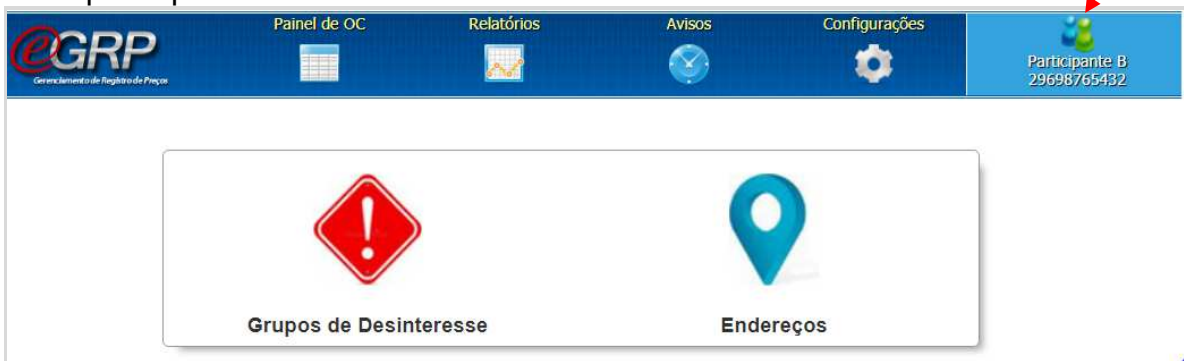 Painel de OC
Relatórios
Avisos
Configurações
eGRP
Gerenciamento de Registro de Preços
Participante B
29698765432
Grupos de Desinteresse
Endereços